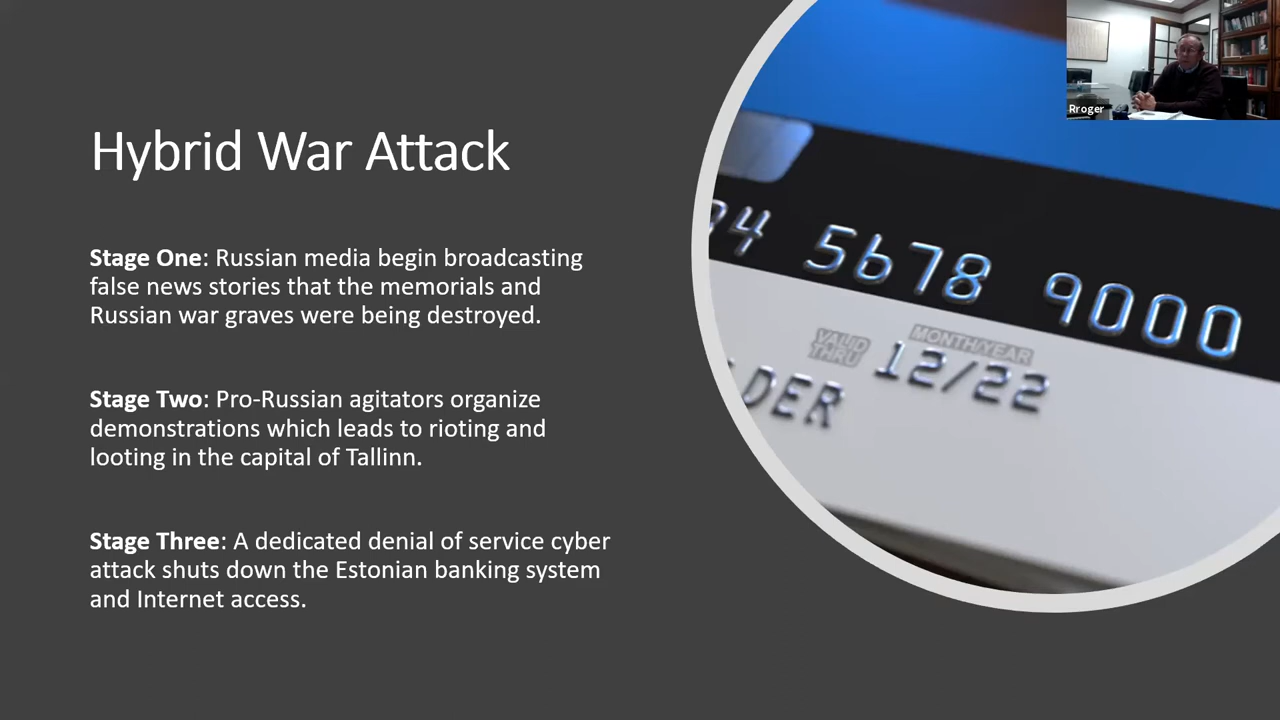 Hybrid War Attack
Stage One: Russian media begin broadcasting
false news stories that the memorials and
Russian war graves were being destroyed.
Stage Two: Pro-Russian agitators organize
demonstrations which leads to rioting and
looting in the capital of Tallinn.
Stage Three: A dedicated denial of service cyber
attack shuts down the Estonian banking system
and Internet access.
Rroger
34 5678 9000
VALID
THRU
MONTH/YEAR
12/22
LDER